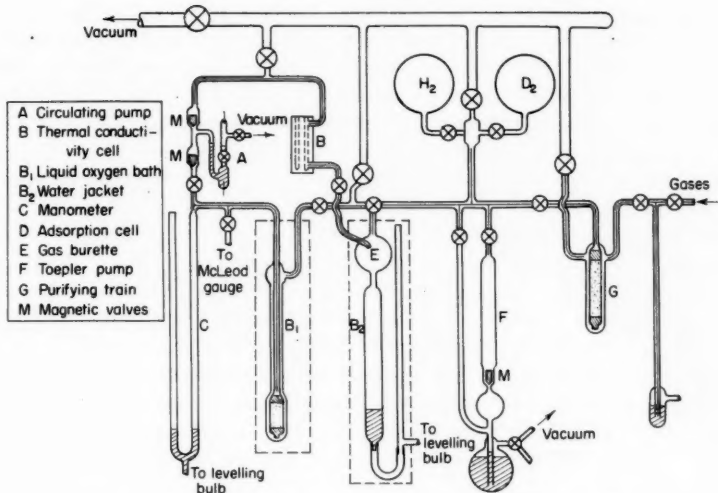 Vacuum
H₂
D₂
A Circulating pump
B Thermal conducti-
vity cell
B₁ Liquid oxygen bath
B₂ Water jacket
C Manometer
D Adsorption cell
E Gas burette
F Toepler pump
G Purifying train
M Magnetic valves
M
Vacuum
B
M
A
Gases
To
McLeod
gauge
E
G
C
B₁
B₂
F
M
To levelling
bulb
To
levelling
bulb
Vacuum